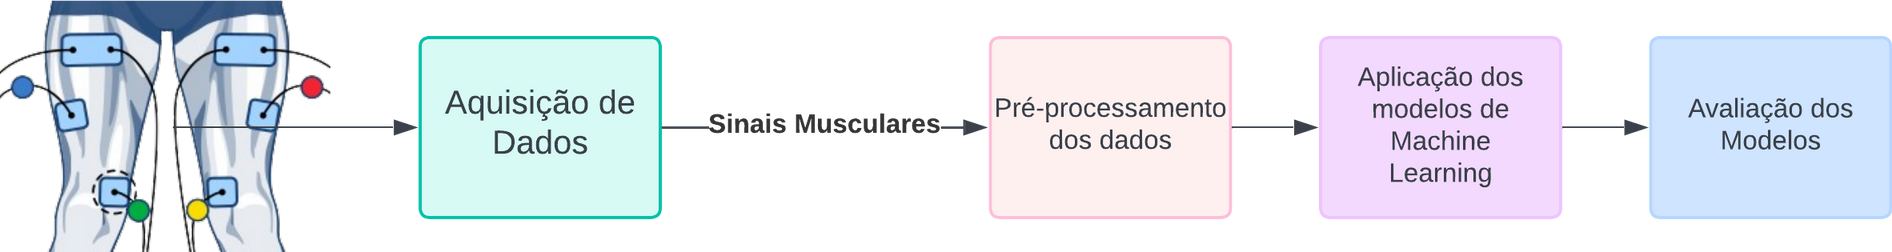 Aquisição de
Dados
Sinais Musculares
Pré-processamento
dos dados
Aplicação dos
modelos de
Machine
Learning
Avaliação dos
Modelos